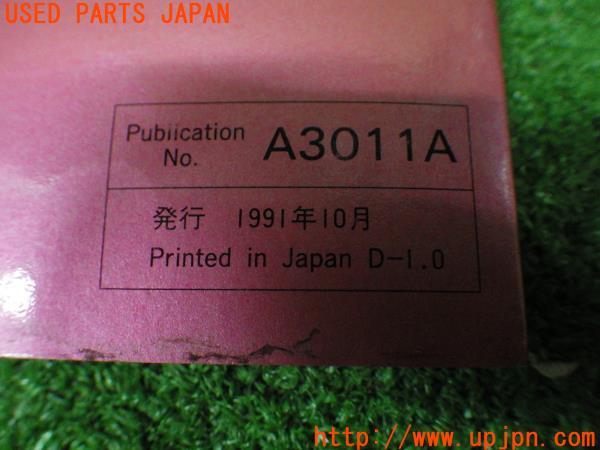 USED PARTS JAPAN
Publication No. A3011A
発行 1991年10月
Printed in Japan D-1.0
http://www.upjpn.com